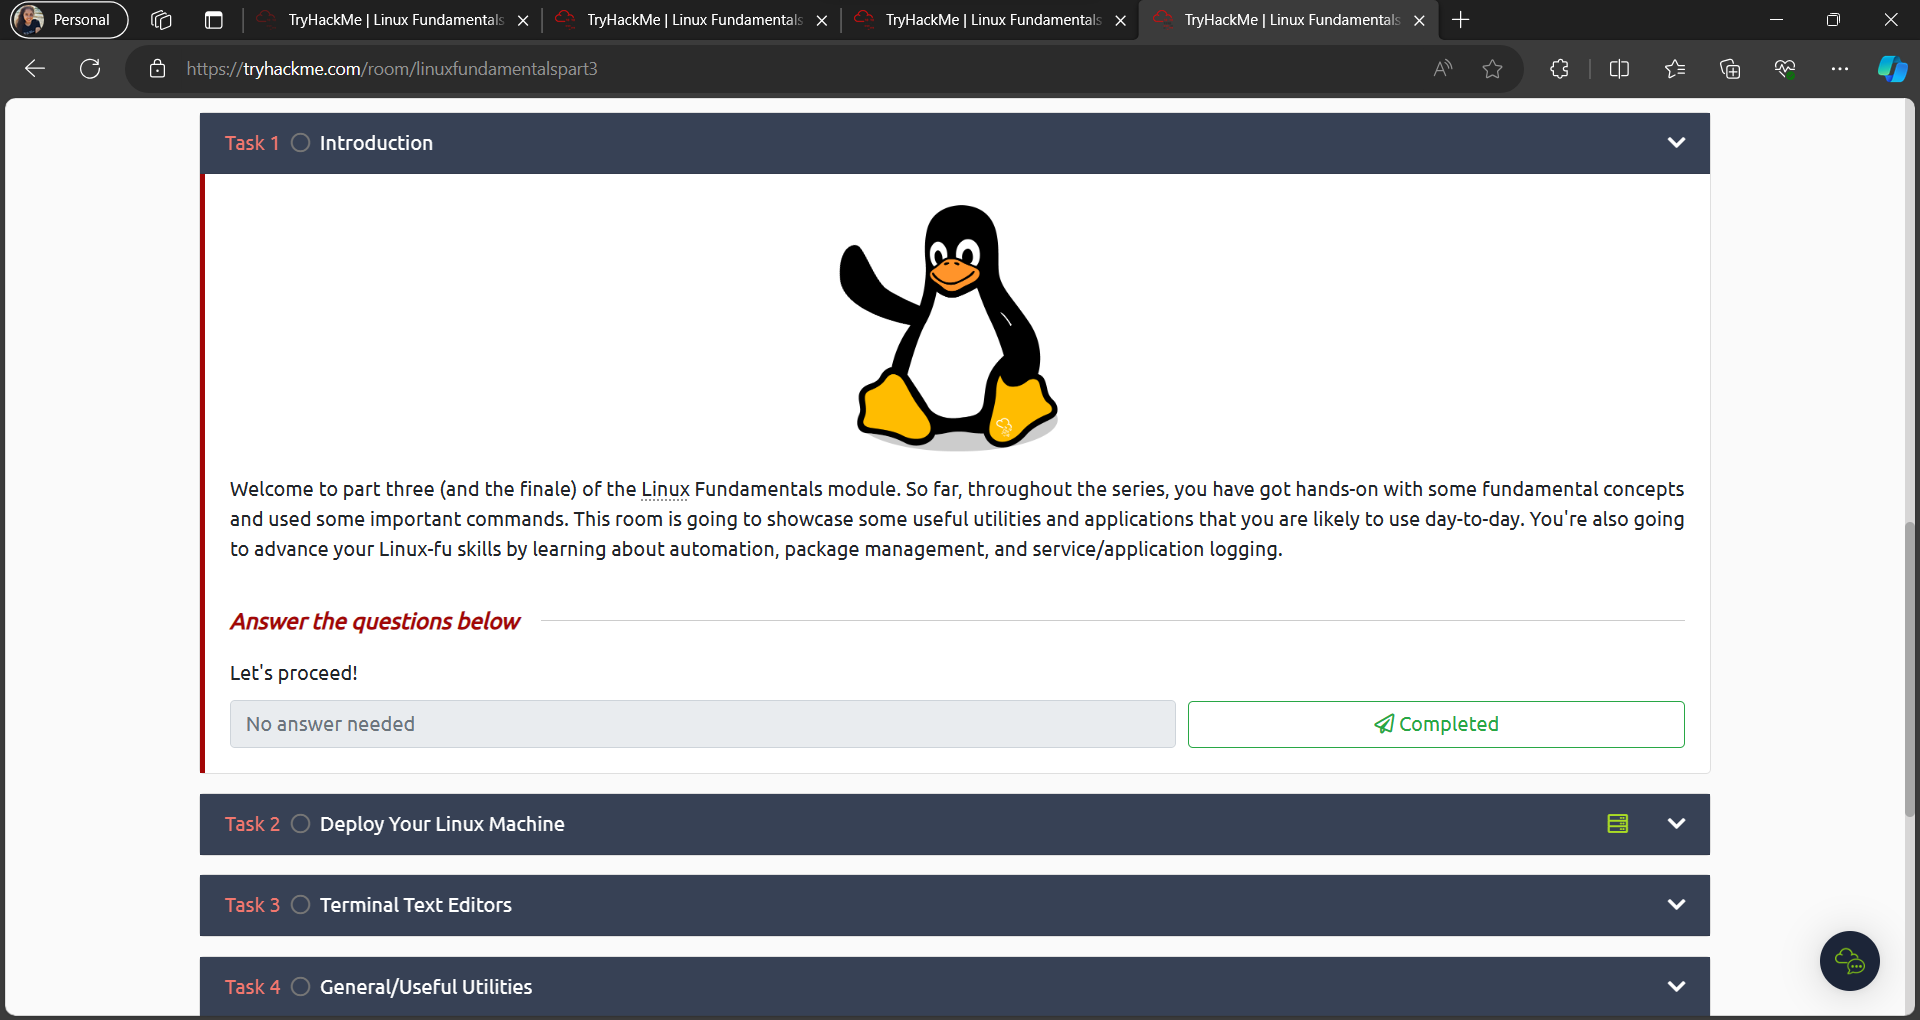 Personal
TryHackMe | Linux Fundamentals
TryHackMe | Linux Fundamentals
TryHackMe | Linux Fundamentals
TryHackMe | Linux Fundamentals
https://tryhackme.com/room/linuxfundamentalspart3
Task 1 Introduction
Welcome to part three (and the finale) of the Linux Fundamentals module. So far, throughout the series, you have got hands-on with some fundamental concepts
and used some important commands. This room is going to showcase some useful utilities and applications that you are likely to use day-to-day. You're also going
to advance your Linux-fu skills by learning about automation, package management, and service/application logging.
Answer the questions below
Let's proceed!
No answer needed
Completed
Task 2 Deploy Your Linux Machine
Task 3 Terminal Text Editors
Task 4 General/Useful Utilities